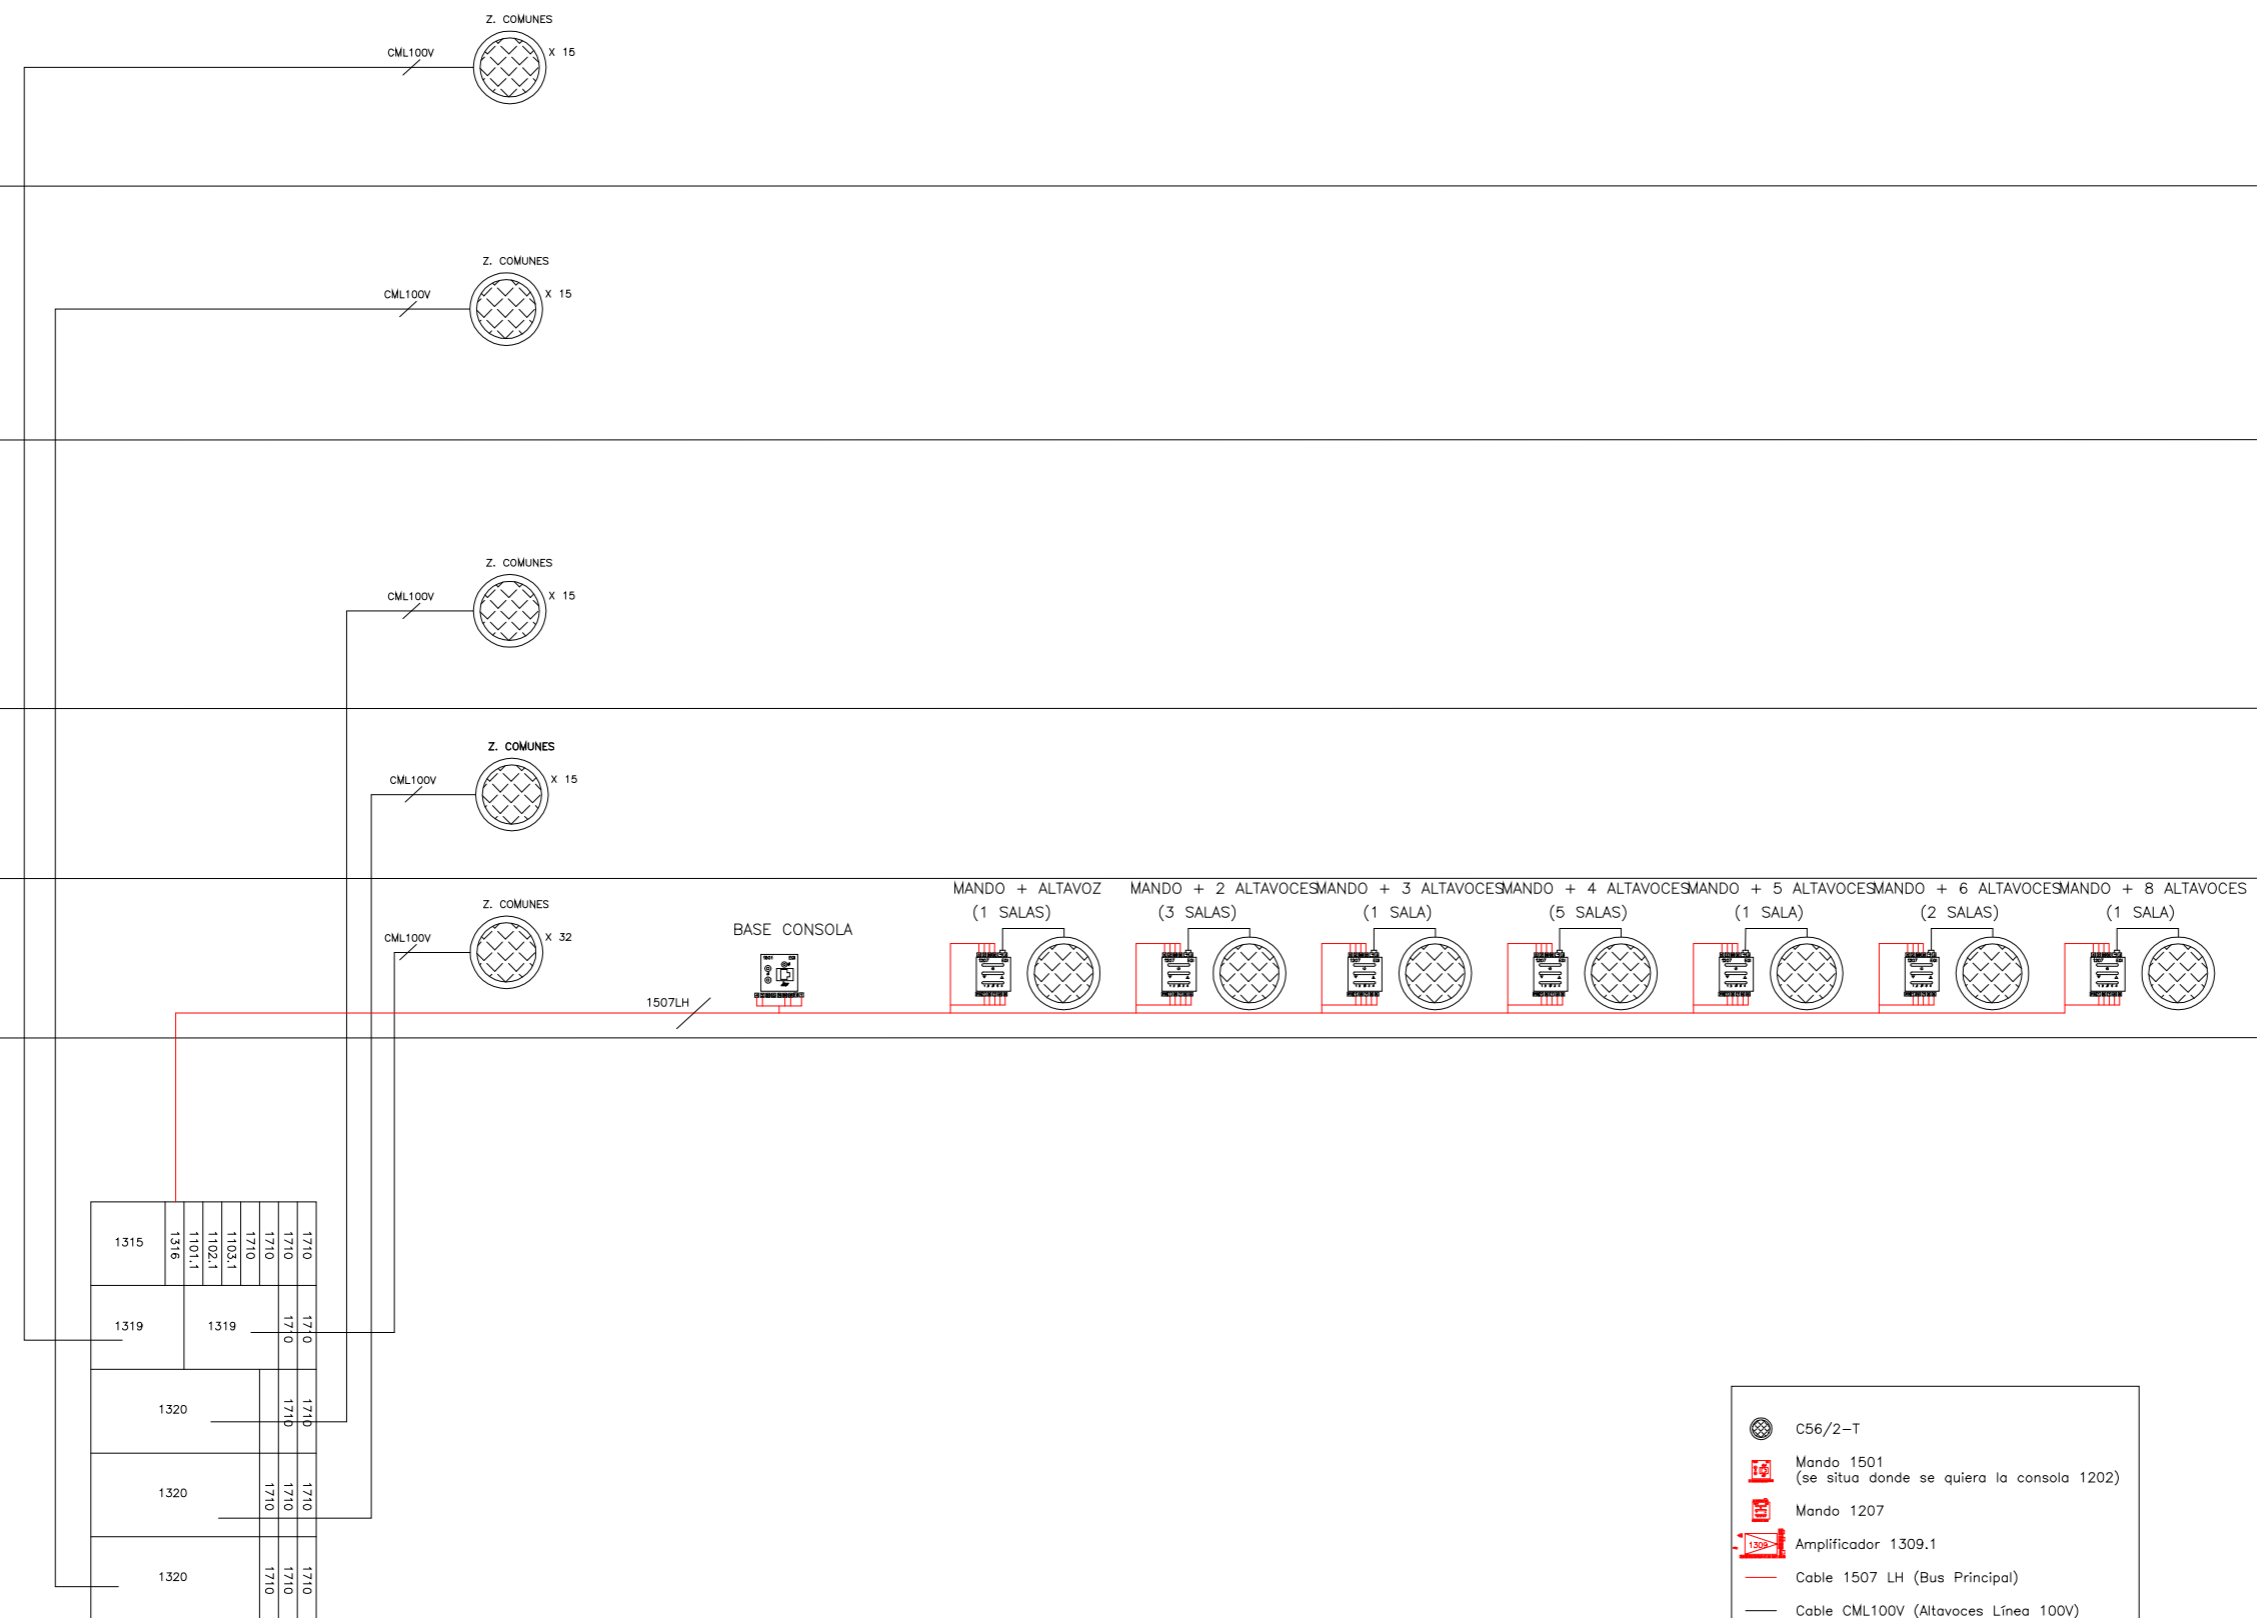 Z. COMUNES
CML100V
X 15
Z. COMUNES
CML100V
X 15
Z. COMUNES
CML100V
X 15
Z. COMUNES
CML100V
X 15
Z. COMUNES
CML100V
X 32
BASE CONSOLA
1507LH
MANDO + ALTAVOZ
(1 SALAS)
MANDO + 2 ALTAVOCES
(3 SALAS)
MANDO + 3 ALTAVOCES
(1 SALA)
MANDO + 4 ALTAVOCES
(5 SALAS)
MANDO + 5 ALTAVOCES
(1 SALA)
MANDO + 6 ALTAVOCES
(2 SALAS)
MANDO + 8 ALTAVOCES
(1 SALA)
1315
1316
1101.1
1102.1
1103.1
1710
1710
1710
1710
1319
1319
1710
1710
1320
1710
1710
1320
1710
1710
1710
1320
1710
1710
1710
C56/2-T
Mando 1501
(se situa donde se quiera la consola 1202)
Mando 1207
1309
Amplificador 1309.1
Cable 1507 LH (Bus Principal)
Cable CML100V (Altavoces Línea 100V)